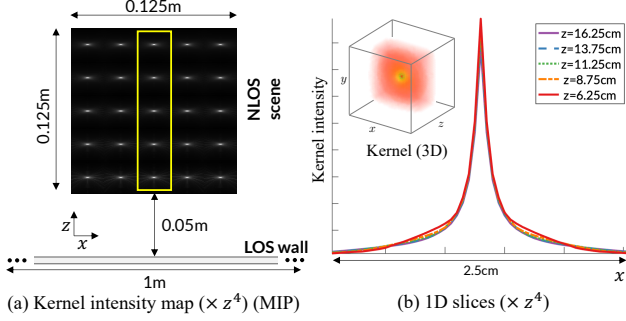 0.125m
0.125m
NLOS
scene
z
x
0.05m
LOS wall
1m
(a) Kernel intensity map (× z⁴) (MIP)
Kernel intensity
y
x
z
Kernel (3D)
z=16.25cm
z=13.75cm
z=11.25cm
z=8.75cm
z=6.25cm
2.5cm
x
(b) 1D slices (× z⁴)